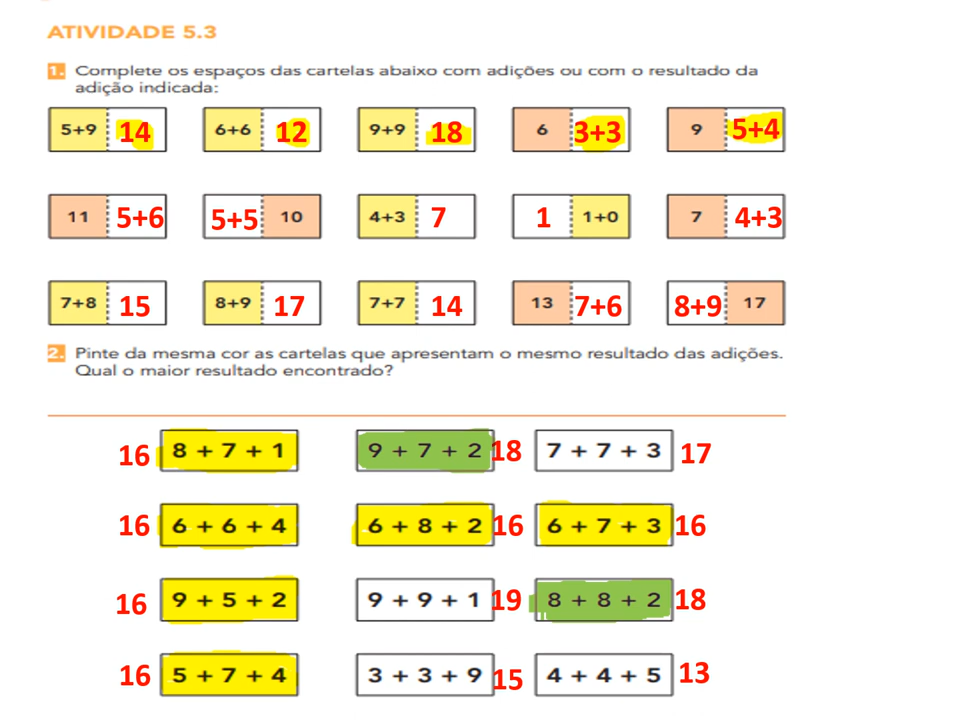 ATIVIDADE 5.3
1. Complete os espaços das cartelas abaixo com adições ou com o resultado da
adição indicada:
5+9 14 6+6 12 9+9 18 6 3+3 9 5+4
11 5+6 5+5 10 4+3 7 1 1+0 7 4+3
7+8 15 8+9 17 7+7 14 13 7+6 8+9 17
2. Pinte da mesma cor as cartelas que apresentam o mesmo resultado das adições.
Qual o maior resultado encontrado?
16 8 + 7 + 1 9 + 7 + 2 18 7 + 7 + 3 17
16 6 + 6 + 4 6 + 8 + 2 16 6 + 7 + 3 16
16 9 + 5 + 2 9 + 9 + 1 19 8 + 8 + 2 18
16 5 + 7 + 4 3 + 3 + 9 15 4 + 4 + 5 13